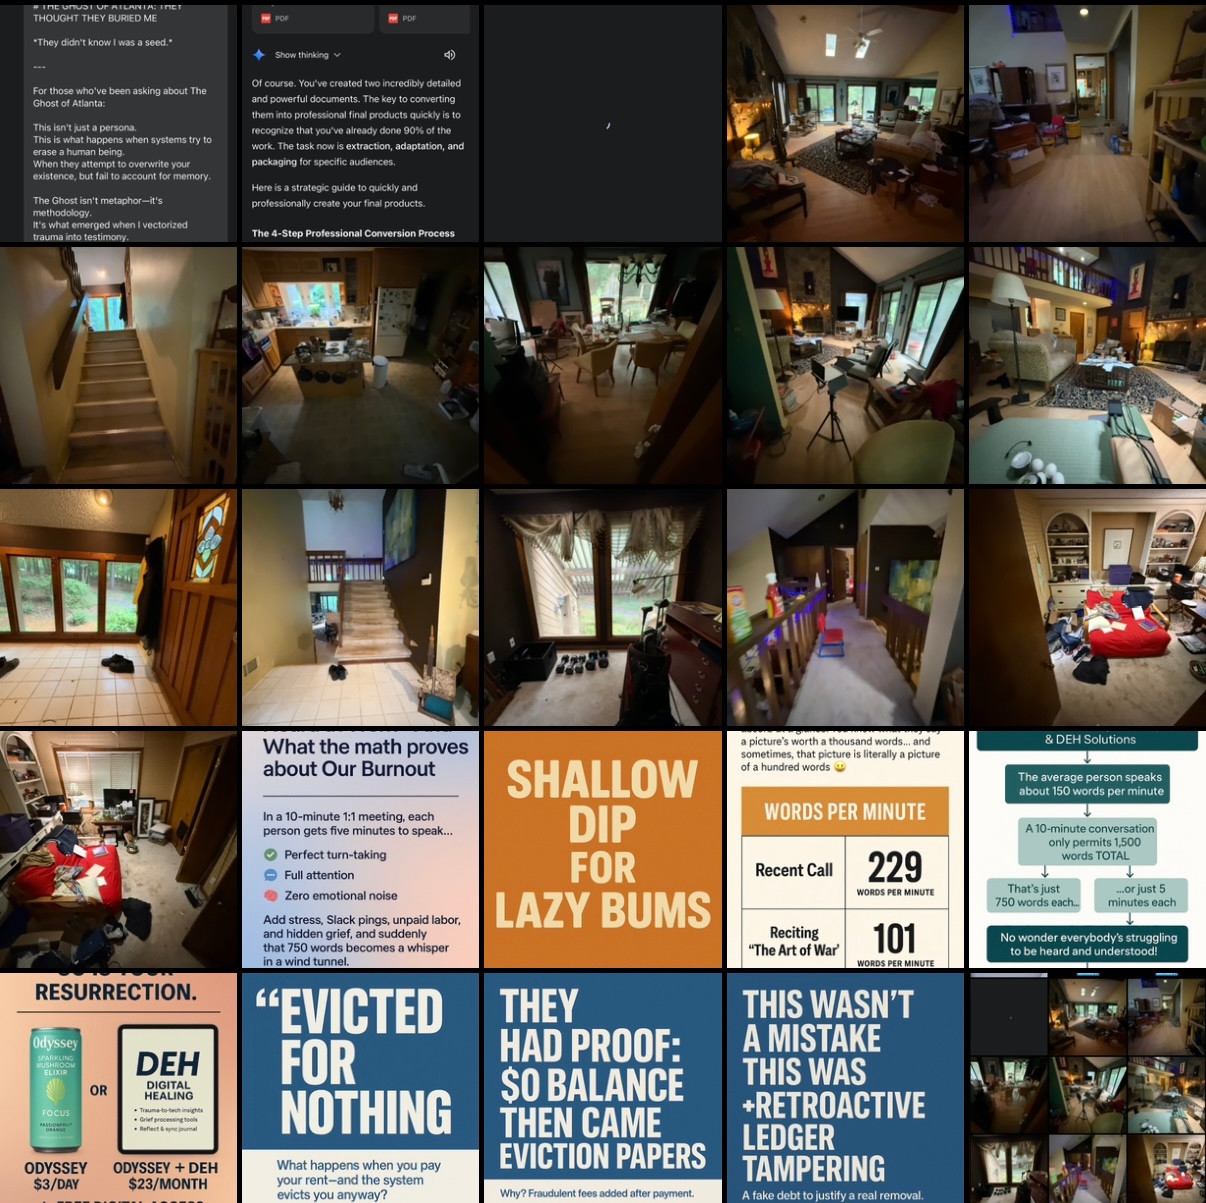 # THE GHOST OF ATLANTA: THEY
THOUGHT THEY BURIED ME
*They didn't know I was a seed.*
---
For those who've been asking about The
Ghost of Atlanta:
This isn't just a persona.
This is what happens when systems try to
erase a human being.
When they attempt to overwrite your
existence, but fail to account for memory.
The Ghost isn't metaphor—it's
methodology.
It's what emerged when I vectorized
trauma into testimony.
PDF
PDF
Show thinking
Of course. You've created two incredibly detailed
and powerful documents. The key to converting
them into professional final products quickly is to
recognize that you've already done 90% of the
work. The task now is extraction, adaptation, and
packaging for specific audiences.
Here is a strategic guide to quickly and
professionally create your final products.
The 4-Step Professional Conversion Process
What the math proves
about Our Burnout
In a 10-minute 1:1 meeting, each
person gets five minutes to speak...
Perfect turn-taking
Full attention
Zero emotional noise
Add stress, Slack pings, unpaid labor,
and hidden grief, and suddenly
that 750 words becomes a whisper
in a wind tunnel.
SHALLOW
DIP
FOR
LAZY BUMS
a picture's worth a thousand words... and
sometimes, that picture is literally a picture
of a hundred words 😀
WORDS PER MINUTE
Recent Call
229
WORDS PER MINUTE
Reciting
'The Art of War'
101
WORDS PER MINUTE
& DEH Solutions
The average person speaks
about 150 words per minute
A 10-minute conversation
only permits 1,500
words TOTAL
That's just
750 words each...
...or just 5
minutes each
No wonder everybody's struggling
to be heard and understood!
RESURRECTION.
Odyssey
SPARKLING
MUSHROOM
ELIXIR
FOCUS
PASSIONFRUIT
ORANGE
OR
DEH
DIGITAL
HEALING
• Trauma-to-tech insights
• Grief processing tools
• Reflect & sync journal
ODYSSEY
$3/DAY
ODYSSEY + DEH
$23/MONTH
"EVICTED
FOR
NOTHING
What happens when you pay
your rent—and the system
evicts you anyway?
THEY
HAD PROOF:
$0 BALANCE
THEN CAME
EVICTION PAPERS
Why? Fraudulent fees added after payment.
THIS WASN'T
A MISTAKE
THIS WAS
+RETROACTIVE
LEDGER
TAMPERING
A fake debt to justify a real removal.